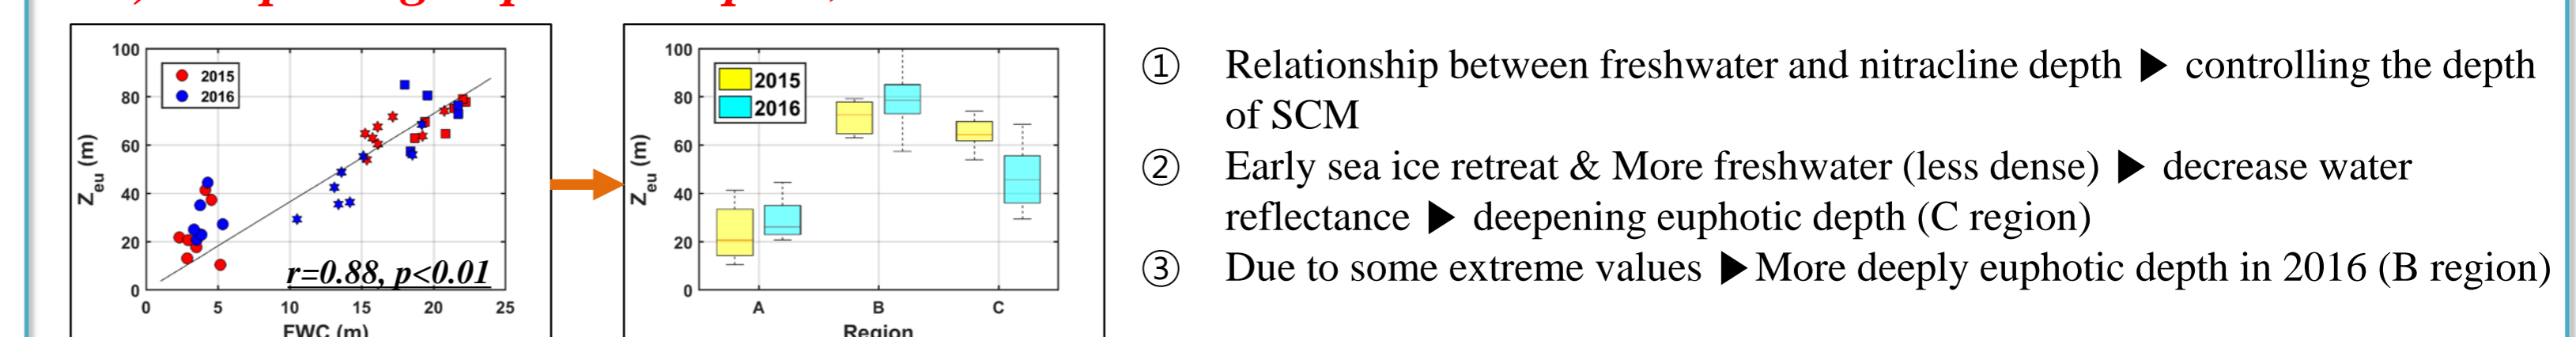 100
80
60
40
20
0
Zeu (m)
2015
2016
r=0.88, p<0.01
0 5 10 15 20 25
FWC (m)
100
80
60
40
20
0
Zeu (m)
2015
2016
A B C
Region
① Relationship between freshwater and nitracline depth ▶ controlling the depth
of SCM
② Early sea ice retreat & More freshwater (less dense) ▶ decrease water
reflectance ▶ deepening euphotic depth (C region)
③ Due to some extreme values ▶More deeply euphotic depth in 2016 (B region)